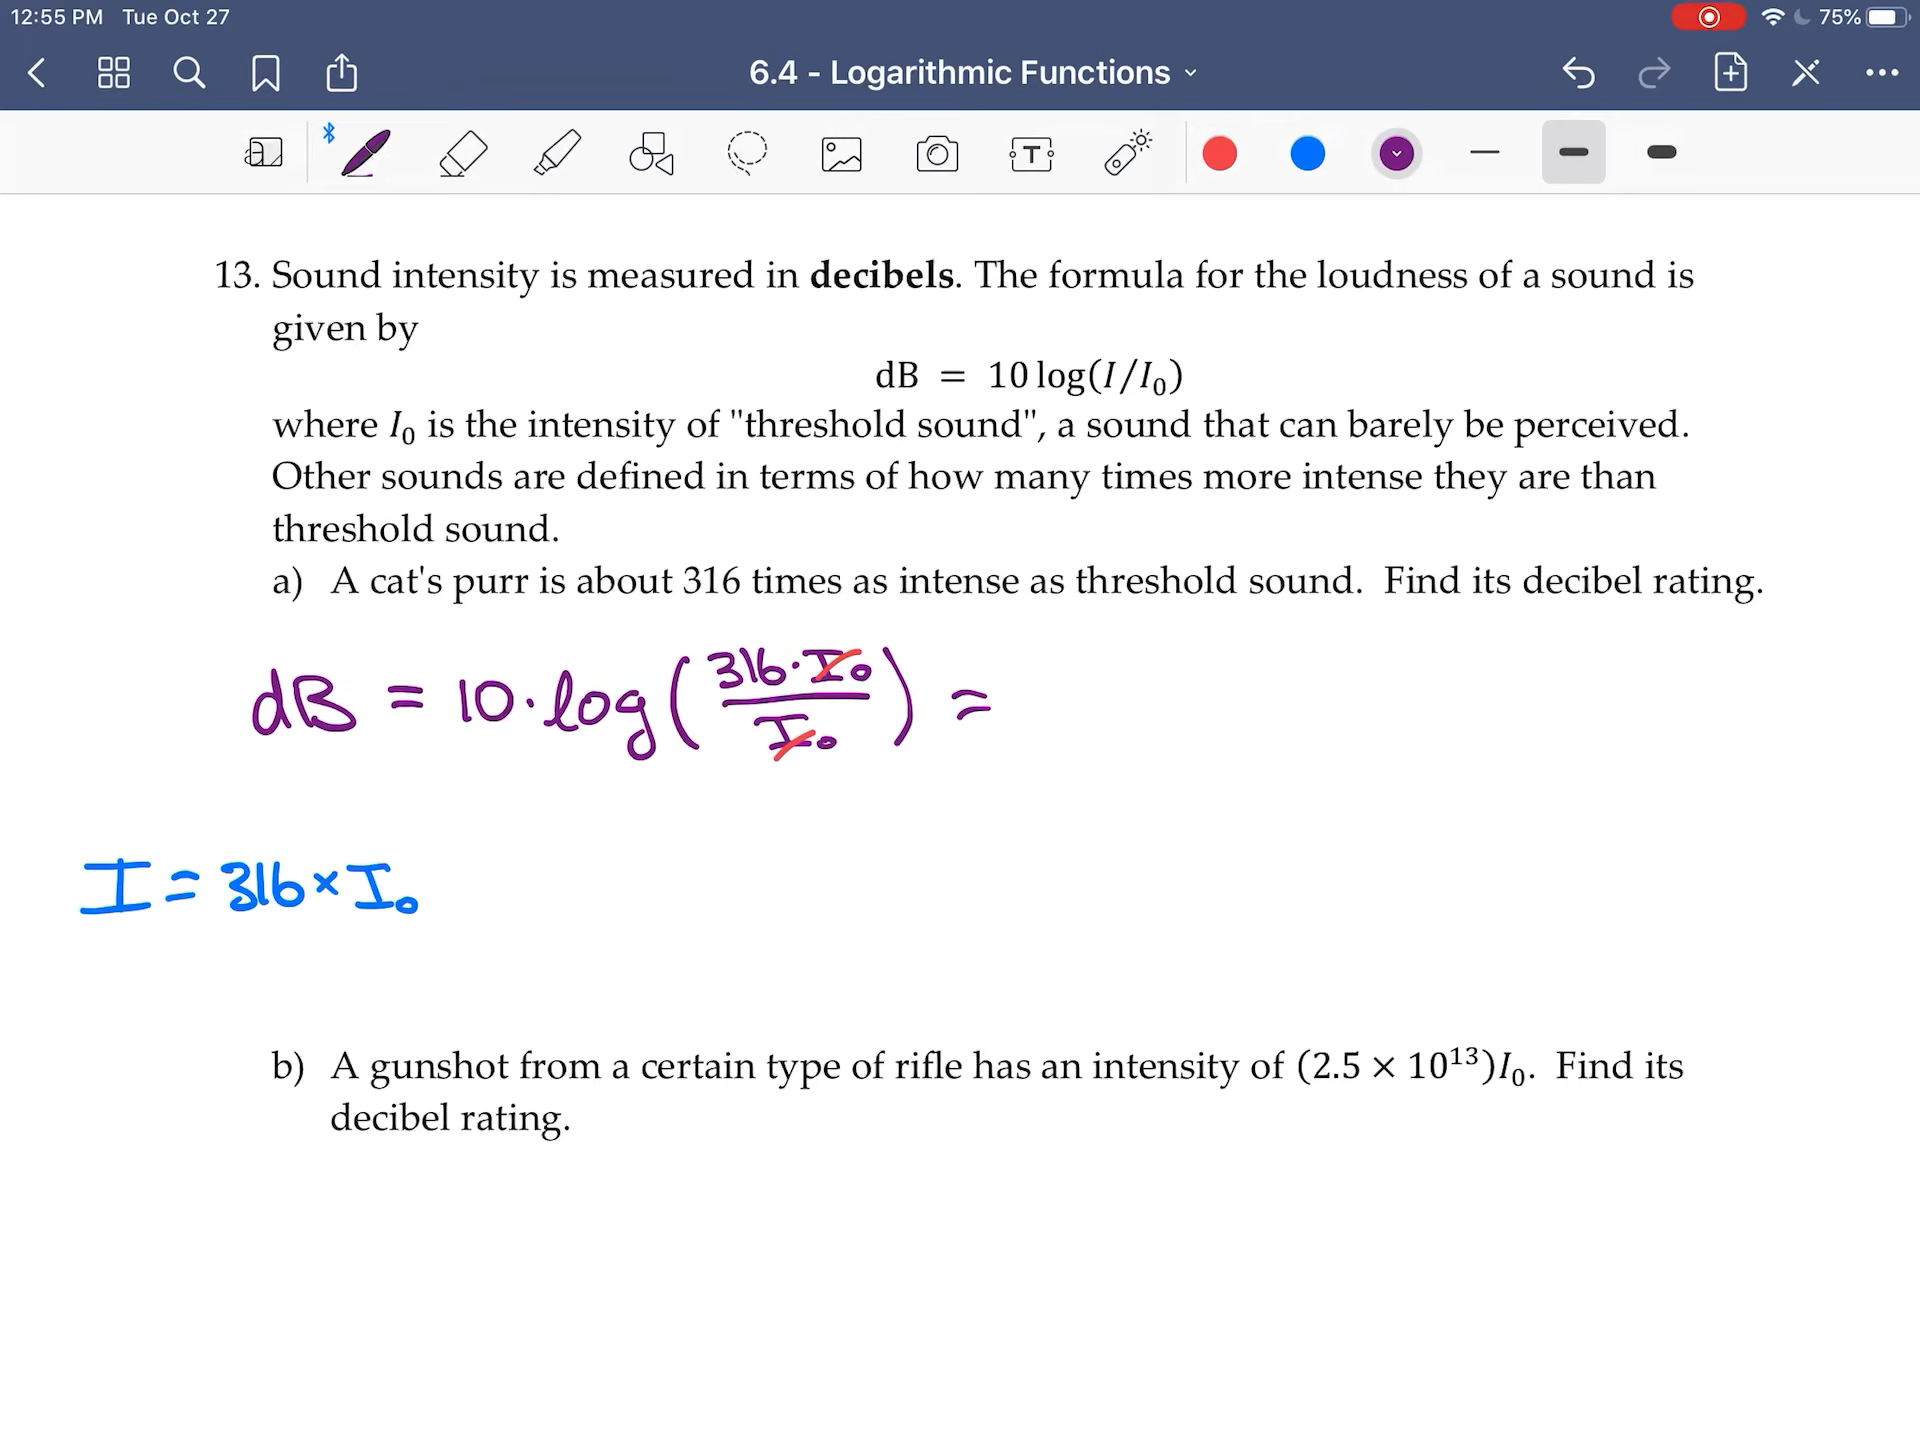 12:55 PM Tue Oct 27
75%
6.4 - Logarithmic Functions
13. Sound intensity is measured in decibels. The formula for the loudness of a sound is
given by
dB = 10 log(I/I₀)
where I₀ is the intensity of "threshold sound", a sound that can barely be perceived.
Other sounds are defined in terms of how many times more intense they are than
threshold sound.
a) A cat's purr is about 316 times as intense as threshold sound. Find its decibel rating.
dB = 10·log(316·I₀/I₀) =
I = 316 × I₀
b) A gunshot from a certain type of rifle has an intensity of (2.5 × 10¹³)I₀. Find its
decibel rating.